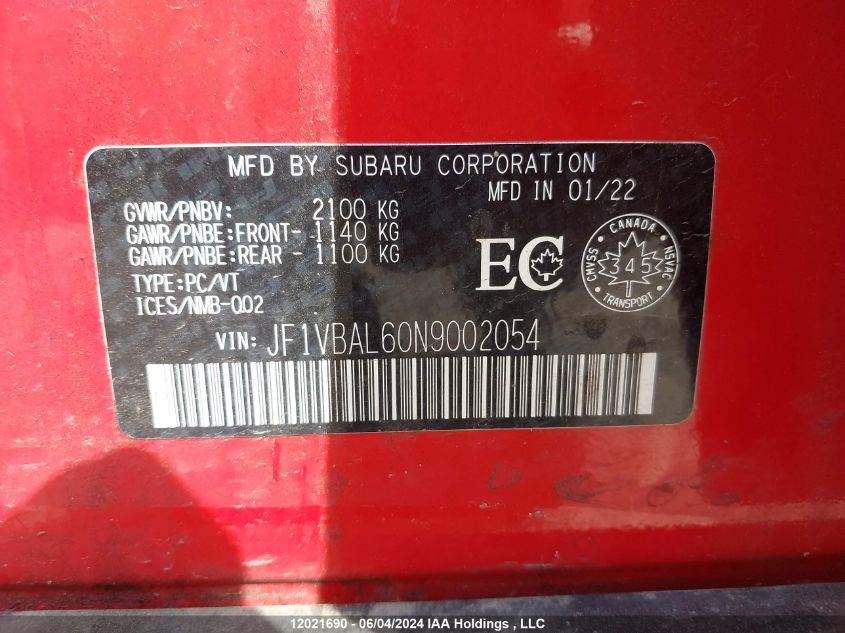 MFD BY SUBARU CORPORATION
MFD IN 01/22
GVWR/PNBV: 2100 KG
GAWR/PNBE:FRONT- 1140 KG
GAWR/PNBE:REAR - 1100 KG
TYPE:PC/VT
ICES/NMB-002
EC
CANADA
CMVSS 345 NSVAC
TRANSPORT
VIN: JF1VBAL60N9002054
12021690 - 06/04/2024 IAA Holdings , LLC